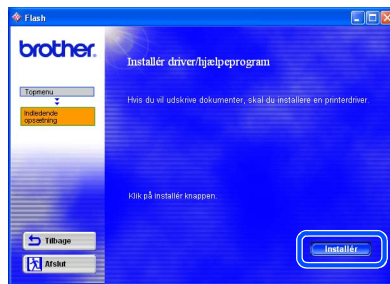 Flash
brother.
Installér driver/hjælpeprogram
Topmenu
Indledende
opsætning
Hvis du vil udskrive dokumenter, skal du installere en printerdriver.
Klik på installér knappen.
Tilbage
Afslut
Installér